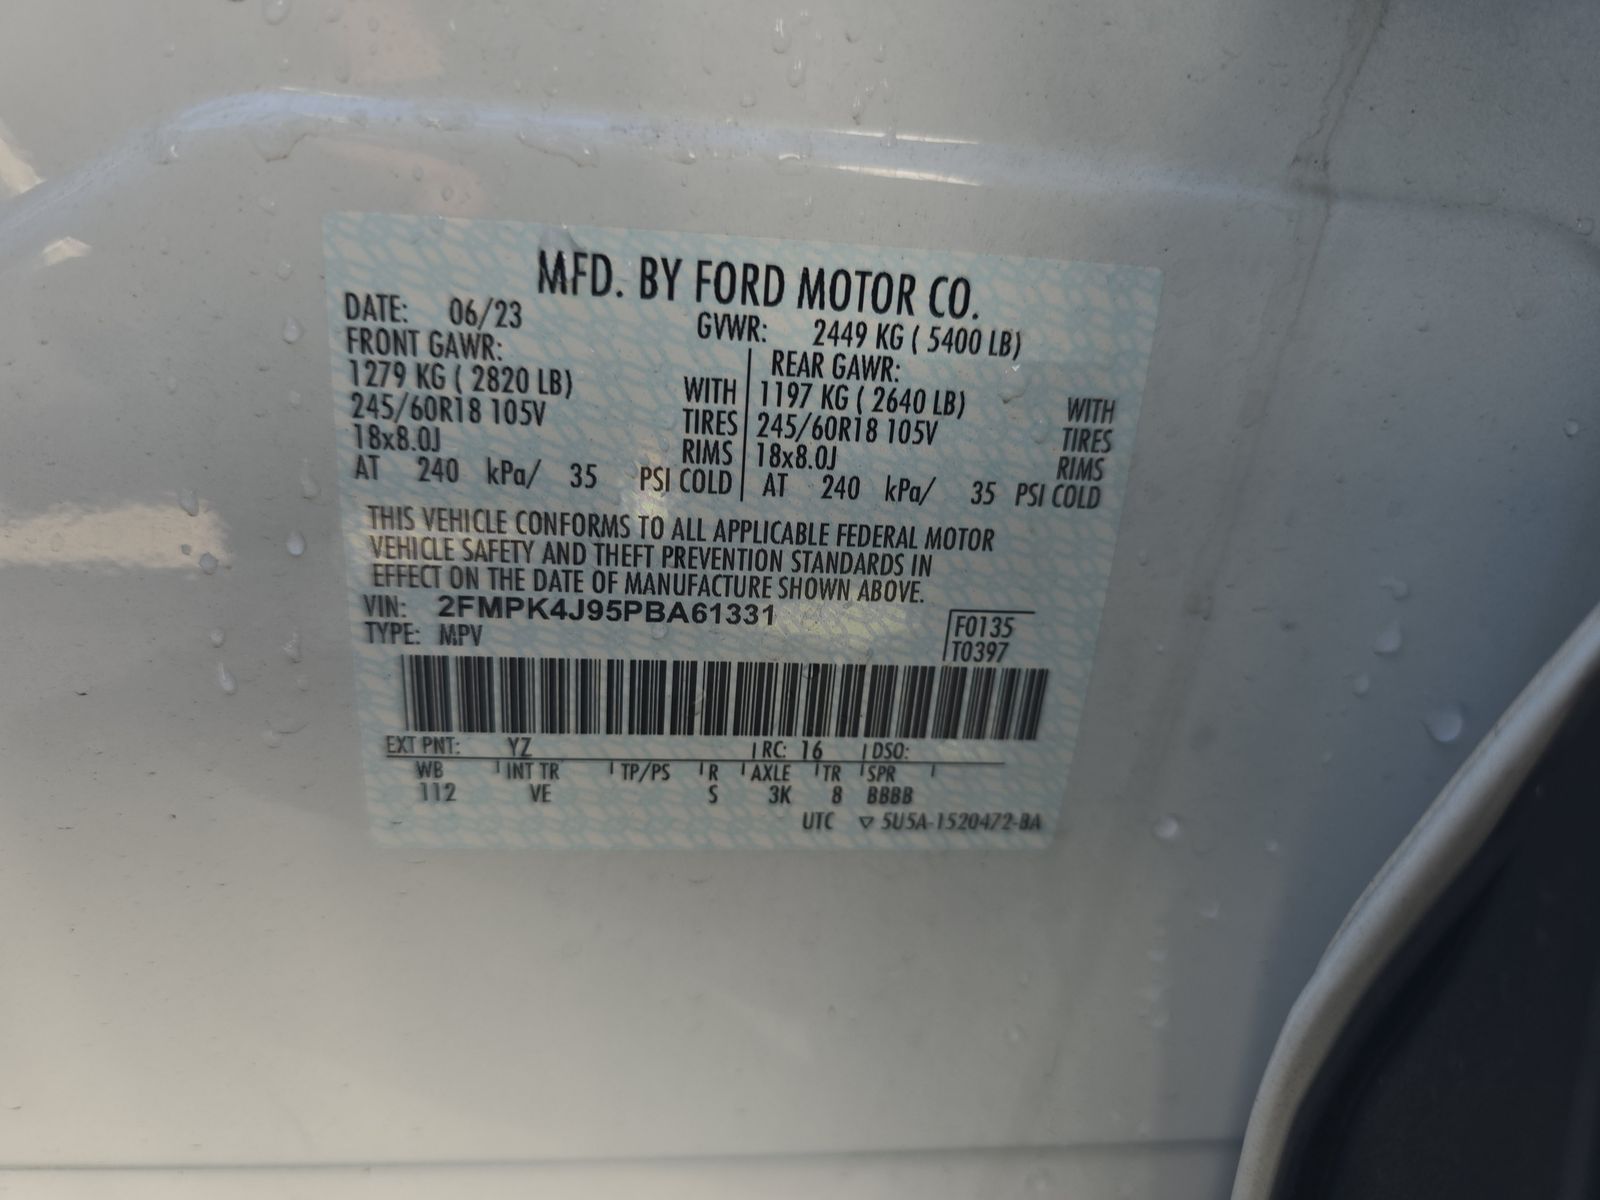 MFD. BY FORD MOTOR CO.
DATE: 06/23 GVWR: 2449 KG ( 5400 LB)
FRONT GAWR: REAR GAWR:
1279 KG ( 2820 LB) WITH 1197 KG ( 2640 LB) WITH
245/60R18 105V TIRES 245/60R18 105V TIRES
18x8.0J RIMS 18x8.0J RIMS
AT 240 kPa/ 35 PSI COLD AT 240 kPa/ 35 PSI COLD
THIS VEHICLE CONFORMS TO ALL APPLICABLE FEDERAL MOTOR
VEHICLE SAFETY AND THEFT PREVENTION STANDARDS IN
EFFECT ON THE DATE OF MANUFACTURE SHOWN ABOVE.
VIN: 2FMPK4J95PBA61331
TYPE: MPV
F0135
T0397
EXT PNT: YZ RC: 16 DSO:
WB INT TR TP/PS R AXLE TR SPR
112 VE S 3K 8 BBBB
UTC ▽ 5U5A-1520472-BA